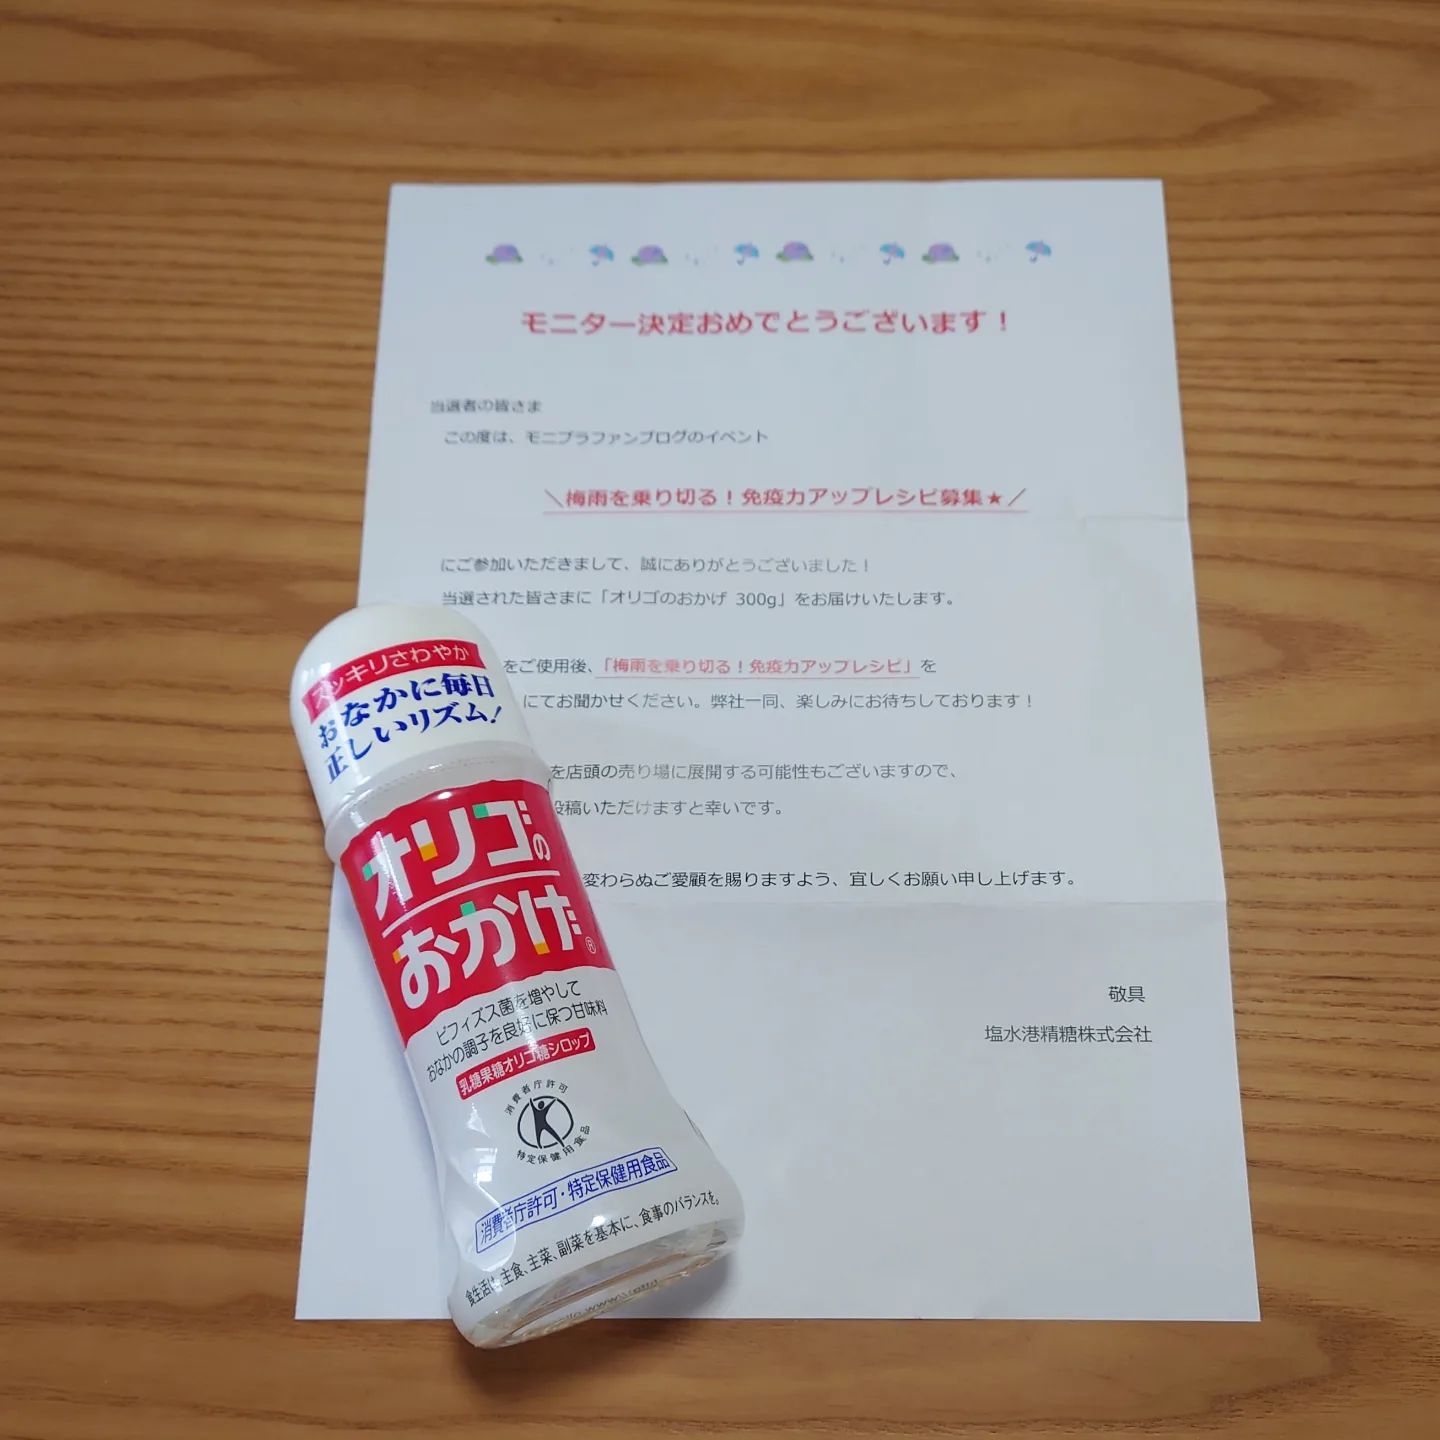 モニター決定おめでとうございます！
当選者の皆さま
この度は、モニプラファンブログのイベント
＼梅雨を乗り切る！免疫力アップレシピ募集★／
にご参加いただきまして、誠にありがとうございました！
当選された皆さまに「オリゴのおかげ 300g」をお届けいたします。
をご使用後、「梅雨を乗り切る！免疫力アップレシピ」を
にてお聞かせください。弊社一同、楽しみにお待ちしております！
を店頭の売り場に展開する可能性もございますので、
投稿いただけますと幸いです。
変わらぬご愛顧を賜りますよう、宜しくお願い申し上げます。
敬具
塩水港精糖株式会社
スッキリさわやか
おなかに毎日
正しいリズム！
オリゴの
おかげ®
ビフィズス菌を増やして
おなかの調子を良好に保つ甘味料
乳糖果糖オリゴ糖シロップ
消費者庁許可
特定保健用食品
消費者庁許可・特定保健用食品
食生活は、主食、主菜、副菜を基本に、食事のバランスを。